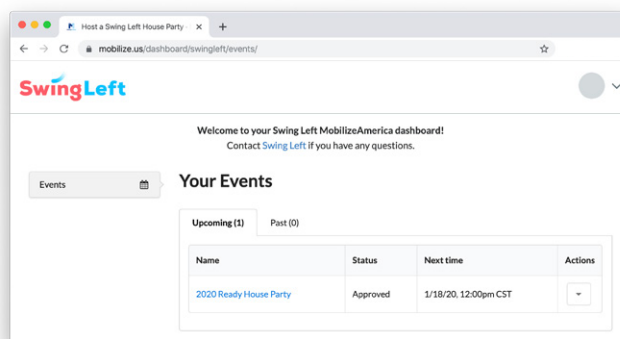 Host a Swing Left House Party
mobilize.us/dashboard/swingleft/events/
SwingLeft
Welcome to your Swing Left MobilizeAmerica dashboard!
Contact Swing Left if you have any questions.
Events
Your Events
Upcoming (1) Past (0)
Name Status Next time Actions
2020 Ready House Party Approved 1/18/20, 12:00pm CST